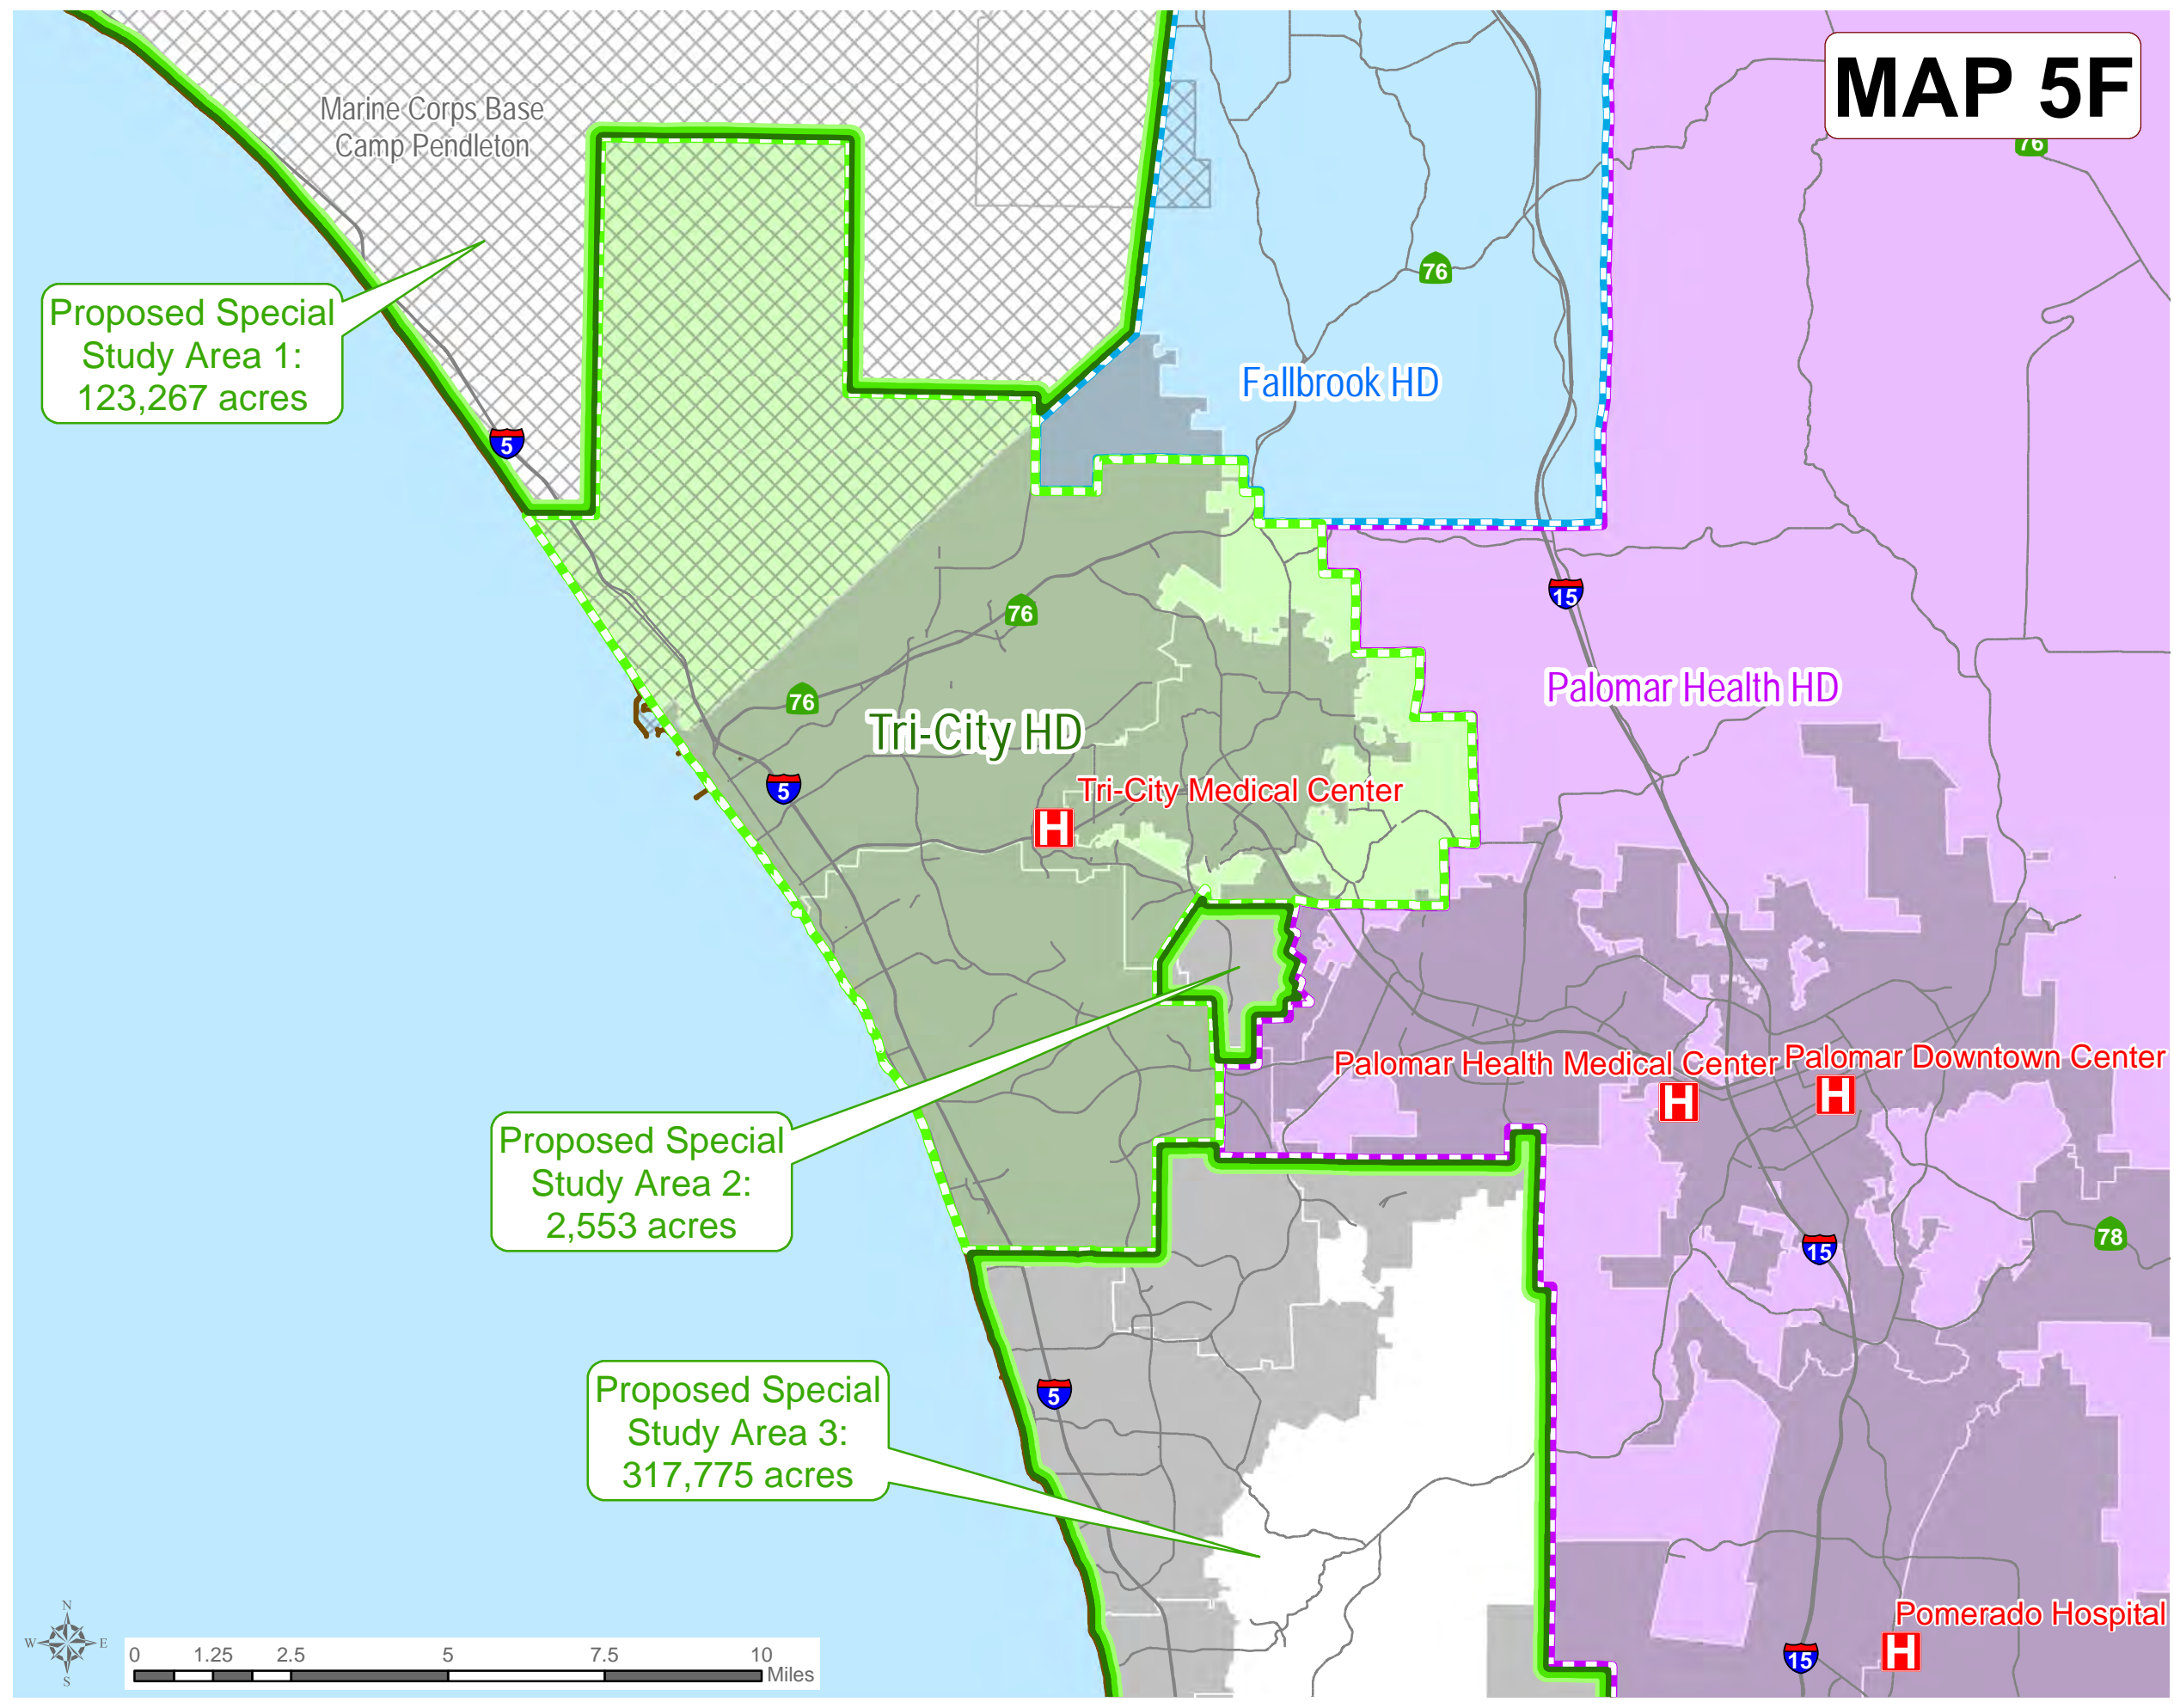 MAP 5F
Marine Corps Base
Camp Pendleton
76
76
Proposed Special
Study Area 1:
123,267 acres
Fallbrook HD
5
15
76
76
Palomar Health HD
Tri-City HD
5
Tri-City Medical Center
H
Palomar Health Medical Center
Palomar Downtown Center
H
H
Proposed Special
Study Area 2:
2,553 acres
78
15
5
Proposed Special
Study Area 3:
317,775 acres
Pomerado Hospital
15
H
N
W E
S
0 1.25 2.5 5 7.5 10
Miles